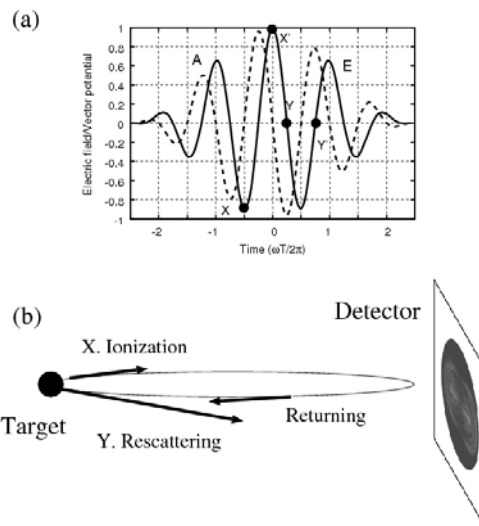 (a)
Electric field/Vector potential
1
0.8
0.6
0.4
0.2
0
-0.2
-0.4
-0.6
-0.8
-1
A
X'
E
Y
Y'
X
-2
-1
0
1
2
Time (ωT/2π)
(b)
Detector
X. Ionization
Target
Returning
Y. Rescattering